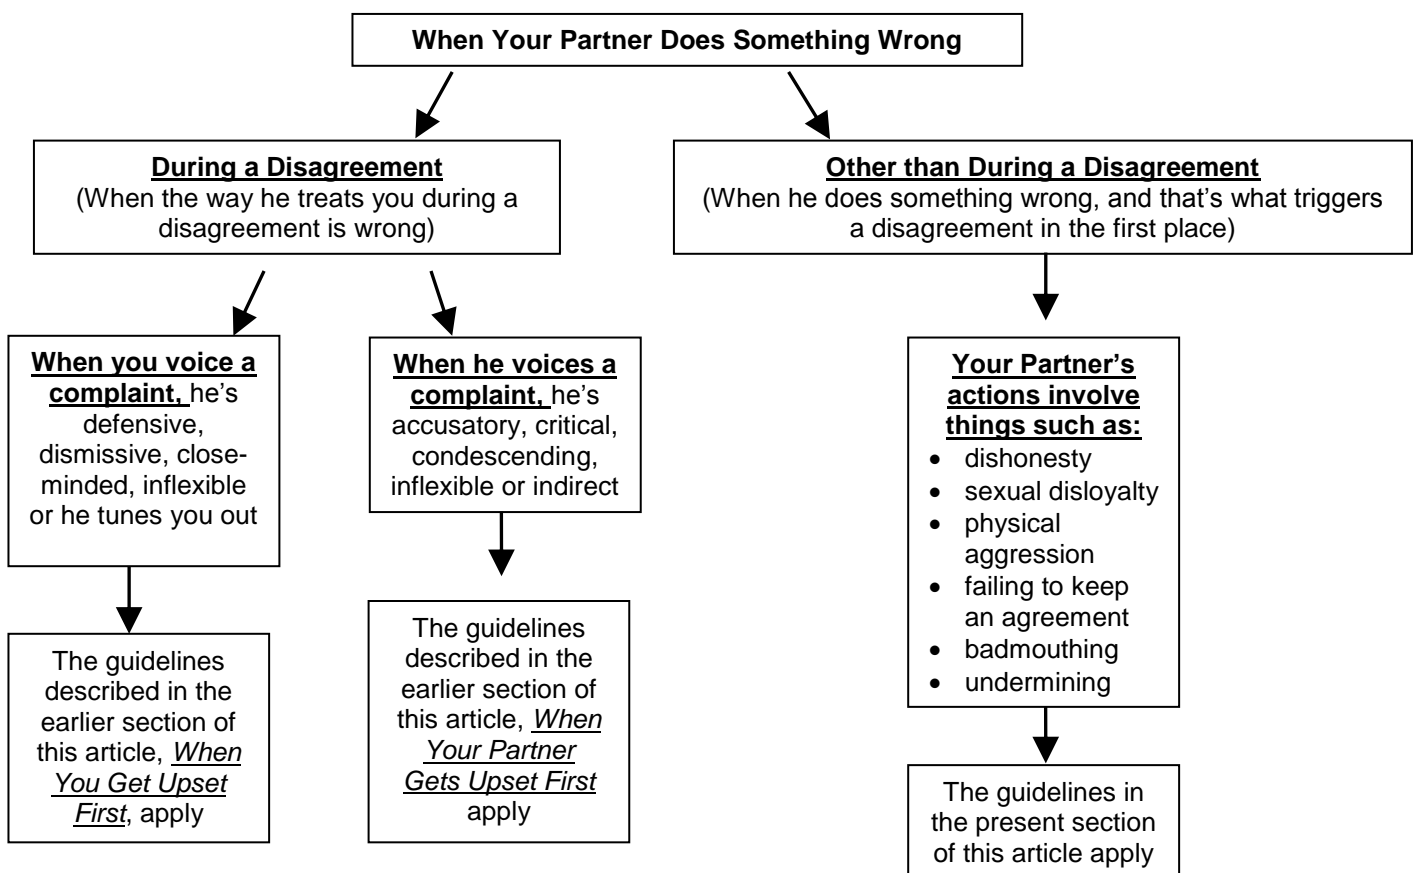 When Your Partner Does Something Wrong
During a Disagreement
(When the way he treats you during a
disagreement is wrong)
Other than During a Disagreement
(When he does something wrong, and that's what triggers
a disagreement in the first place)
When you voice a
complaint, he's
defensive,
dismissive, close-
minded, inflexible
or he tunes you out
When he voices a
complaint, he's
accusatory, critical,
condescending,
inflexible or indirect
Your Partner's
actions involve
things such as:
• dishonesty
• sexual disloyalty
• physical
aggression
• failing to keep
an agreement
• badmouthing
• undermining
The guidelines
described in the
earlier section of
this article, When
You Get Upset
First, apply
The guidelines
described in the
earlier section of
this article, When
Your Partner
Gets Upset First
apply
The guidelines in
the present section
of this article apply